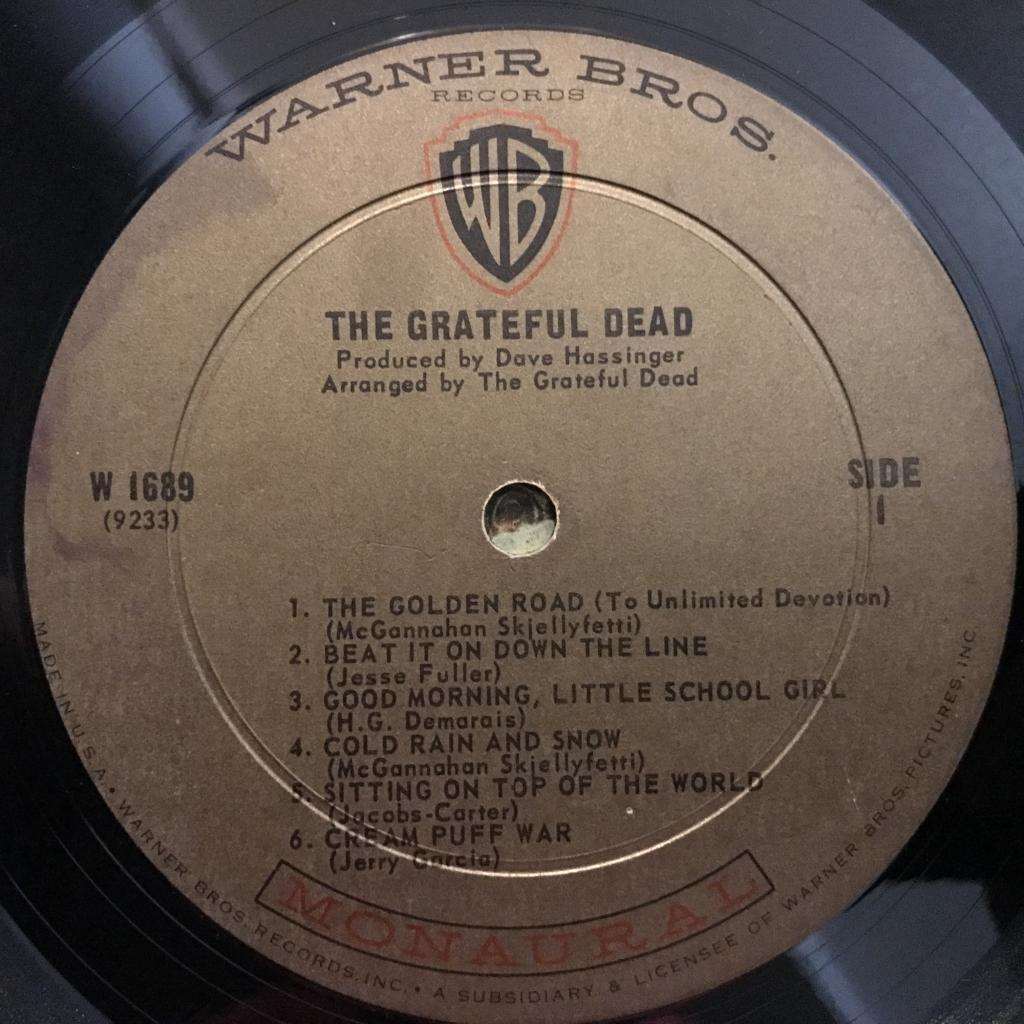 WARNER BROS.
RECORDS
WB
THE GRATEFUL DEAD
Produced by Dave Hassinger
Arranged by The Grateful Dead
W 1689
(9233)
SIDE
1
1. THE GOLDEN ROAD (To Unlimited Devotion)
(McGannahan Skjellyfetti)
2. BEAT IT ON DOWN THE LINE
(Jesse Fuller)
3. GOOD MORNING, LITTLE SCHOOL GIRL
(H.G. Demarais)
4. COLD RAIN AND SNOW
(McGannahan Skjellyfetti)
5. SITTING ON TOP OF THE WORLD
(Jacobs-Carter)
6. CREAM PUFF WAR
(Jerry Garcia)
MONAURAL
MADE IN U.S.A. • WARNER BROS. RECORDS, INC. • A SUBSIDIARY & LICENSEE OF WARNER BROS. PICTURES, INC.